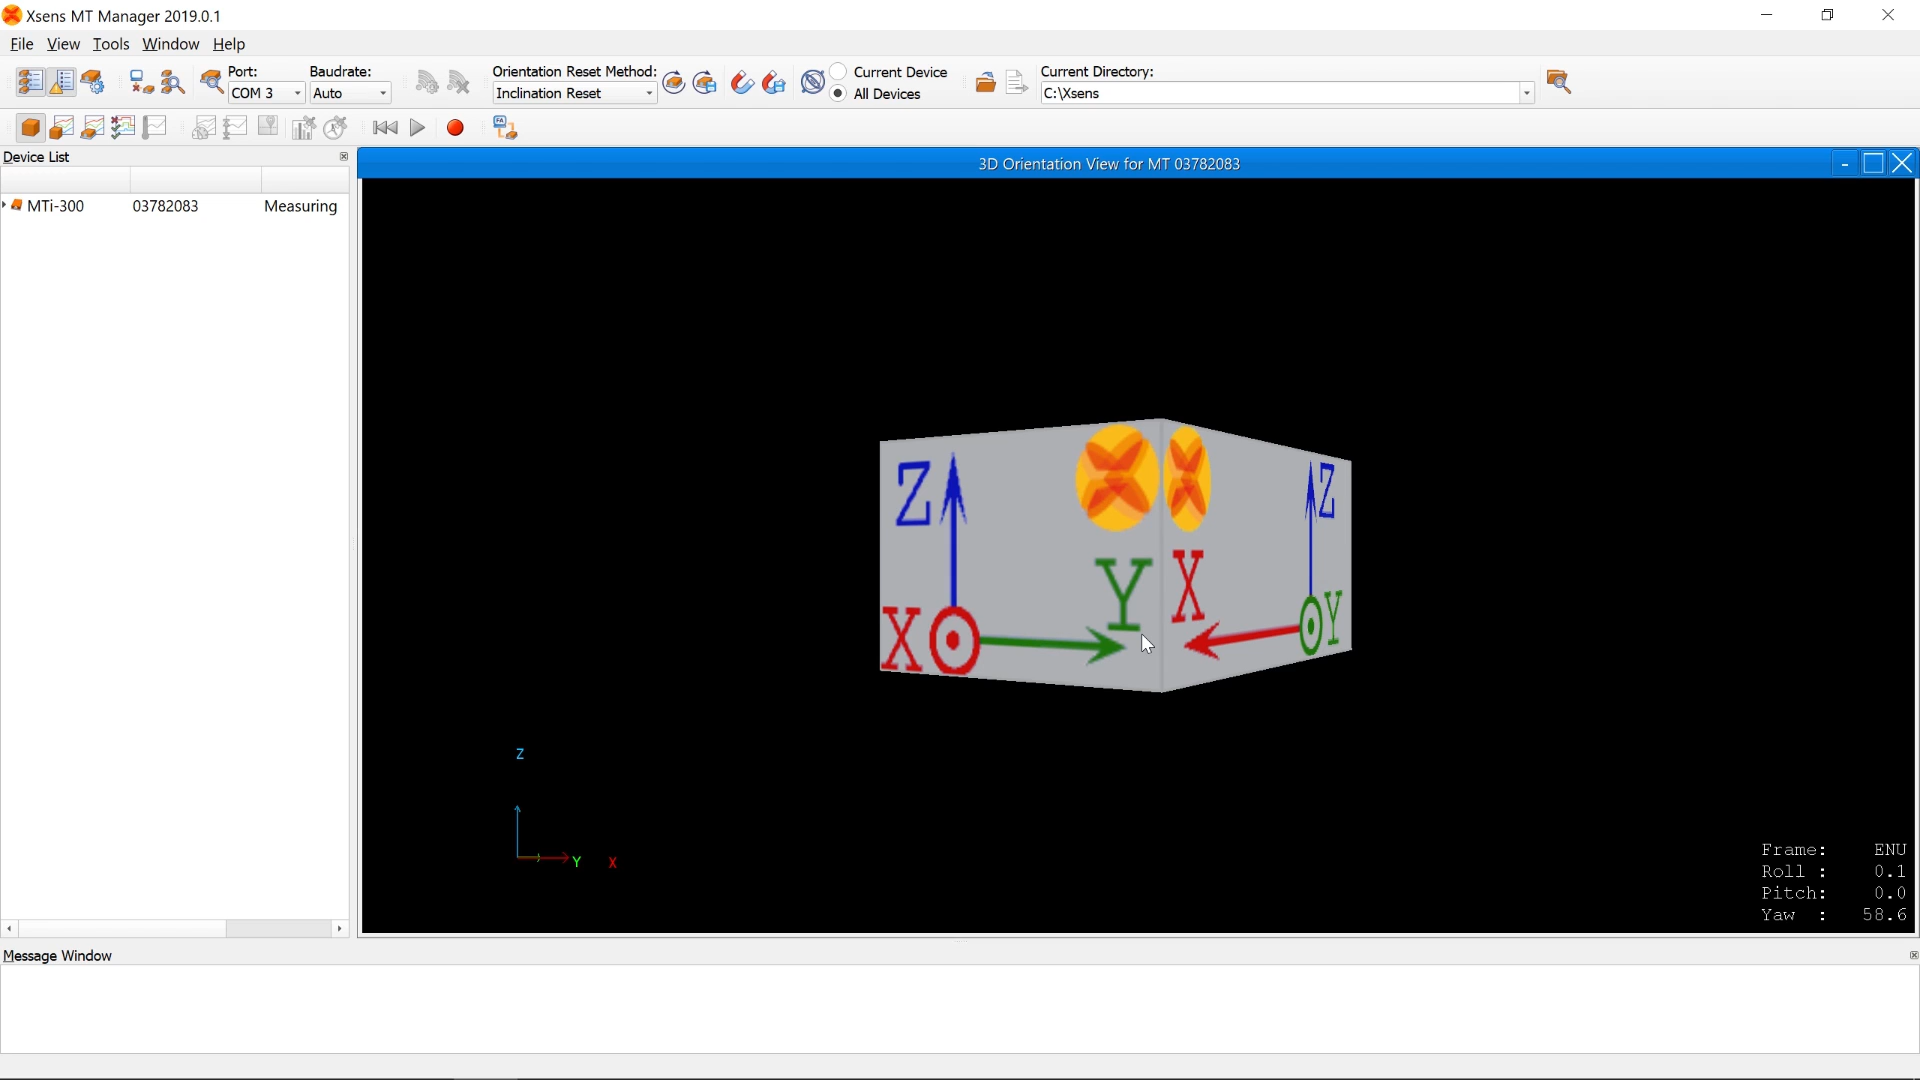 Xsens MT Manager 2019.0.1
File View Tools Window Help
Port: Baudrate: Orientation Reset Method: Current Device Current Directory:
COM 3 Auto Inclination Reset All Devices C:\Xsens
FA
Device List
3D Orientation View for MT 03782083
MTi-300 03782083 Measuring
Z Z
Y X
X Y
Z
Y X
Frame: ENU
Roll : 0.1
Pitch: 0.0
Yaw : 58.6
Message Window